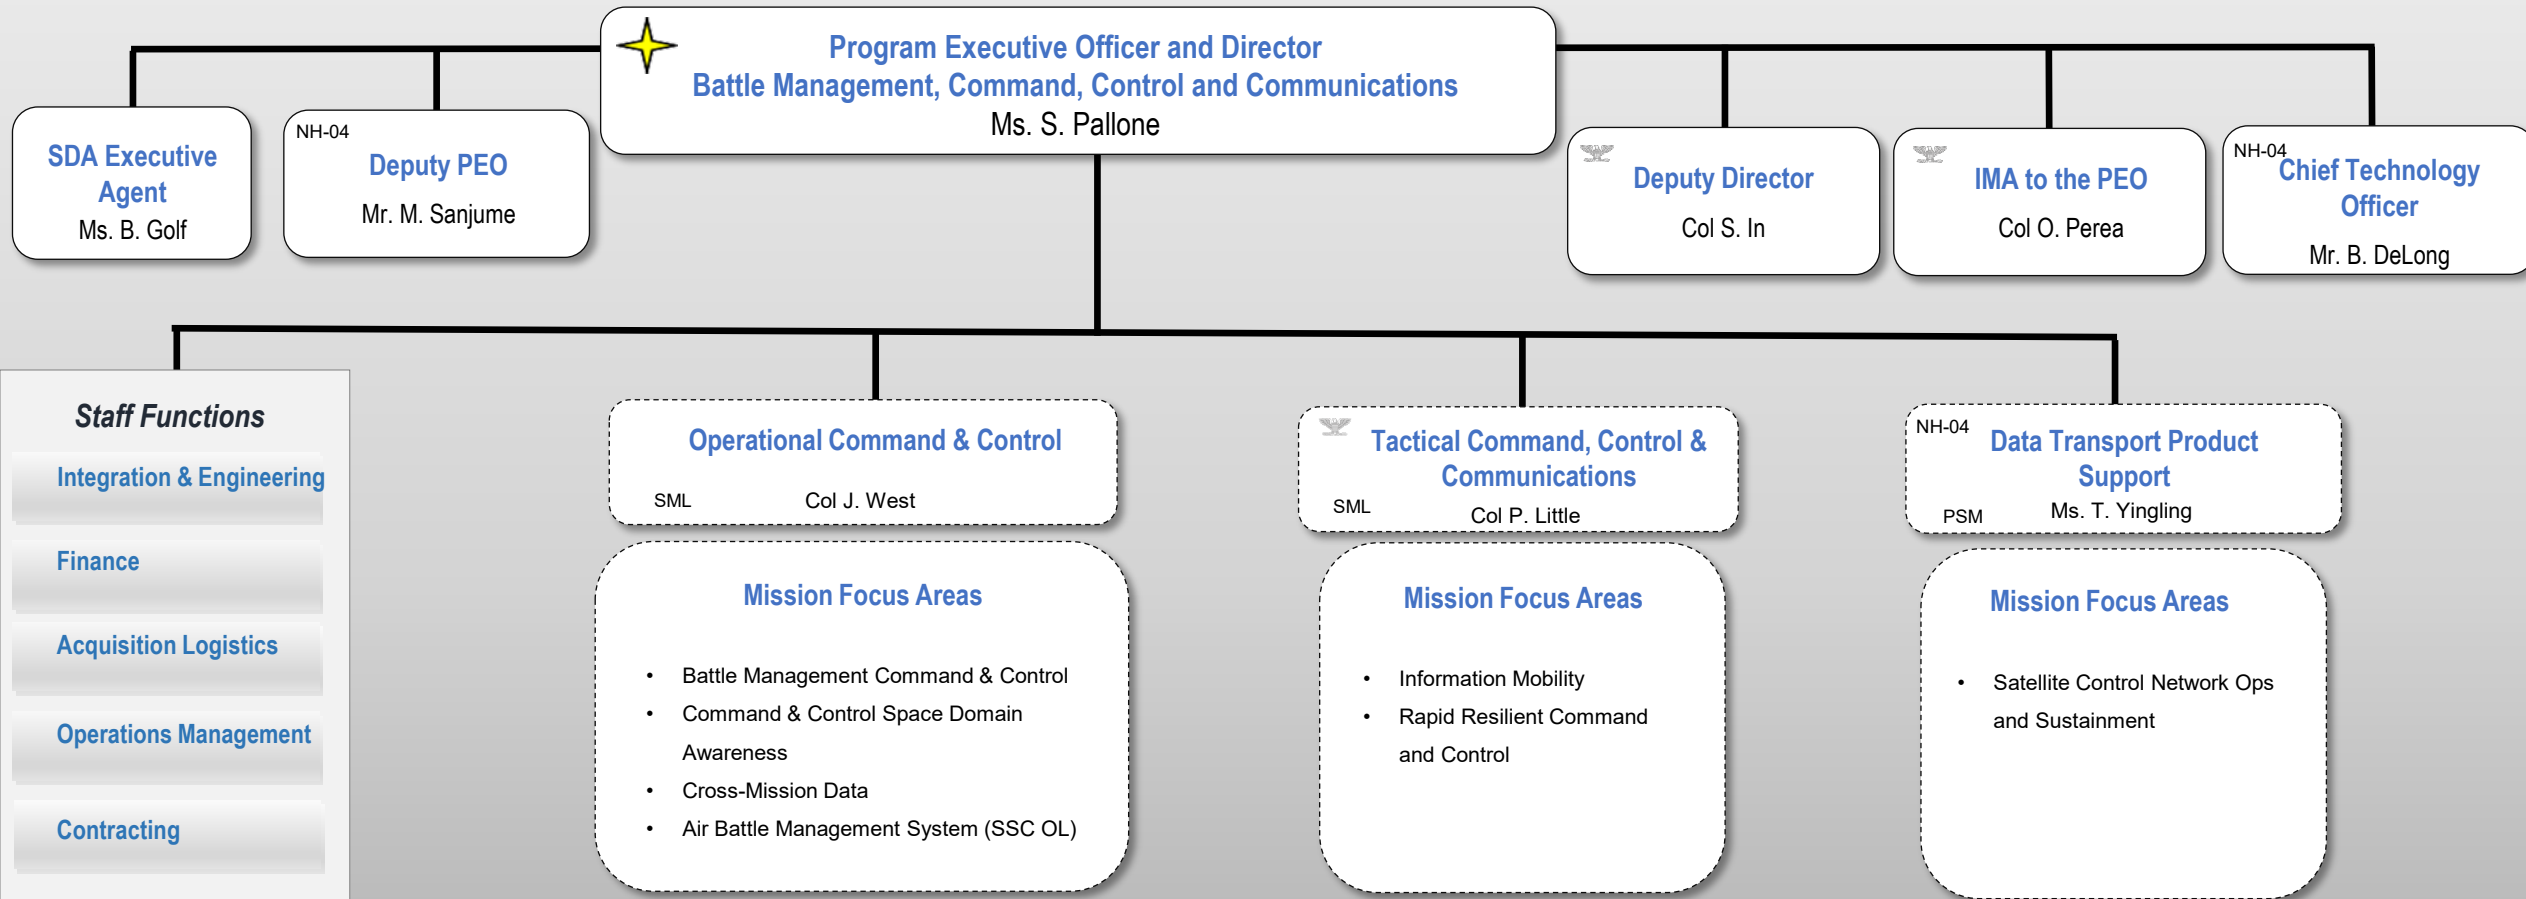 Program Executive Officer and Director
Battle Management, Command, Control and Communications
Ms. S. Pallone
SDA Executive
Agent
Ms. B. Golf
NH-04
Deputy PEO
Mr. M. Sanjume
Deputy Director
Col S. In
IMA to the PEO
Col O. Perea
NH-04
Chief Technology
Officer
Mr. B. DeLong
Staff Functions
Integration & Engineering
Finance
Acquisition Logistics
Operations Management
Contracting
Operational Command & Control
SML
Col J. West
Mission Focus Areas
• Battle Management Command & Control
• Command & Control Space Domain
Awareness
• Cross-Mission Data
• Air Battle Management System (SSC OL)
Tactical Command, Control &
Communications
SML
Col P. Little
Mission Focus Areas
• Information Mobility
• Rapid Resilient Command
and Control
NH-04
Data Transport Product
Support
PSM
Ms. T. Yingling
Mission Focus Areas
• Satellite Control Network Ops
and Sustainment